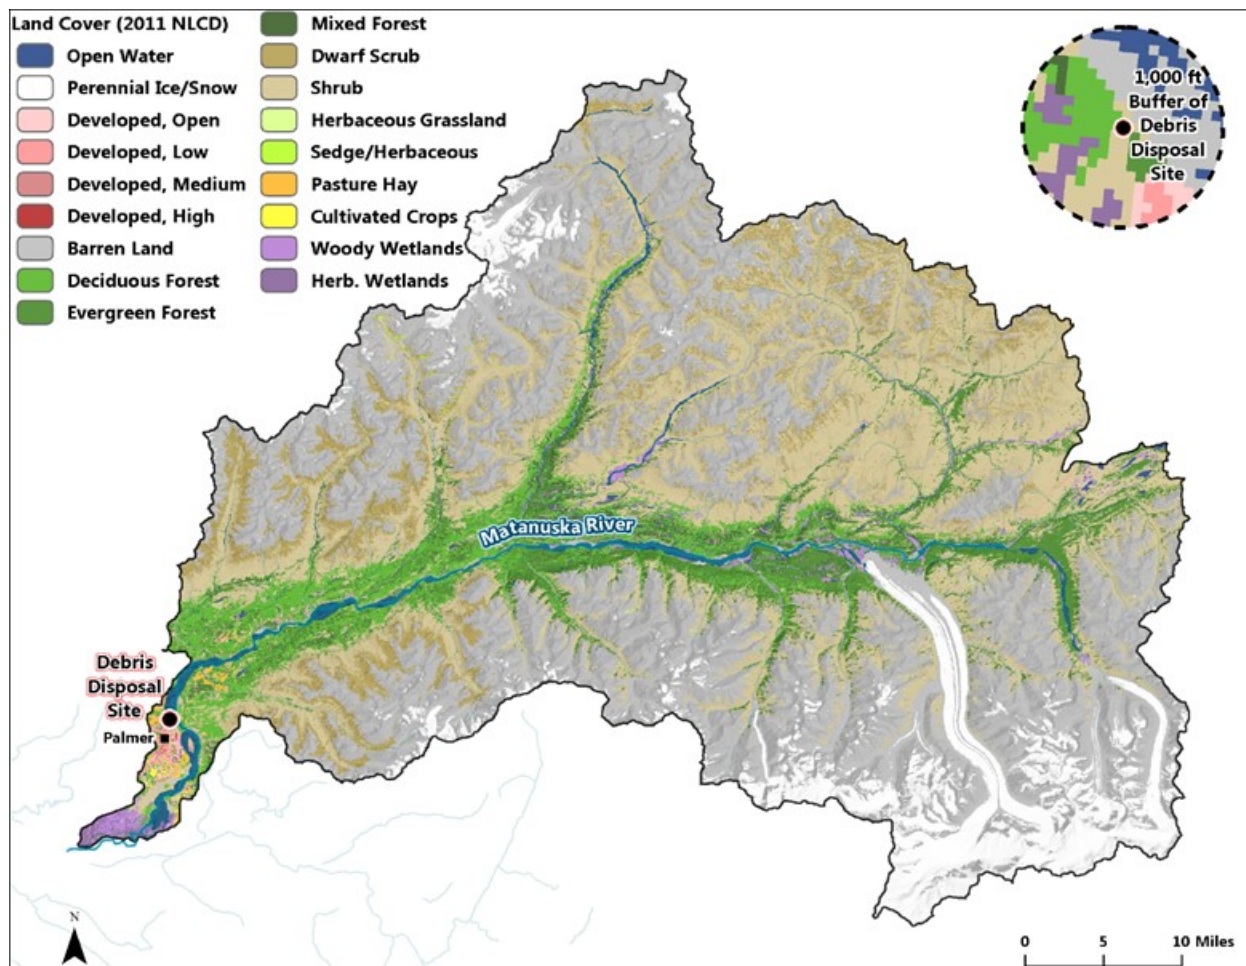 Land Cover (2011 NLCD)
Open Water
Perennial Ice/Snow
Developed, Open
Developed, Low
Developed, Medium
Developed, High
Barren Land
Deciduous Forest
Evergreen Forest
Mixed Forest
Dwarf Scrub
Shrub
Herbaceous Grassland
Sedge/Herbaceous
Pasture Hay
Cultivated Crops
Woody Wetlands
Herb. Wetlands
1,000 ft
Buffer of
Debris
Disposal
Site
Matanuska River
Debris
Disposal
Site
Palmer
N
0 5 10 Miles